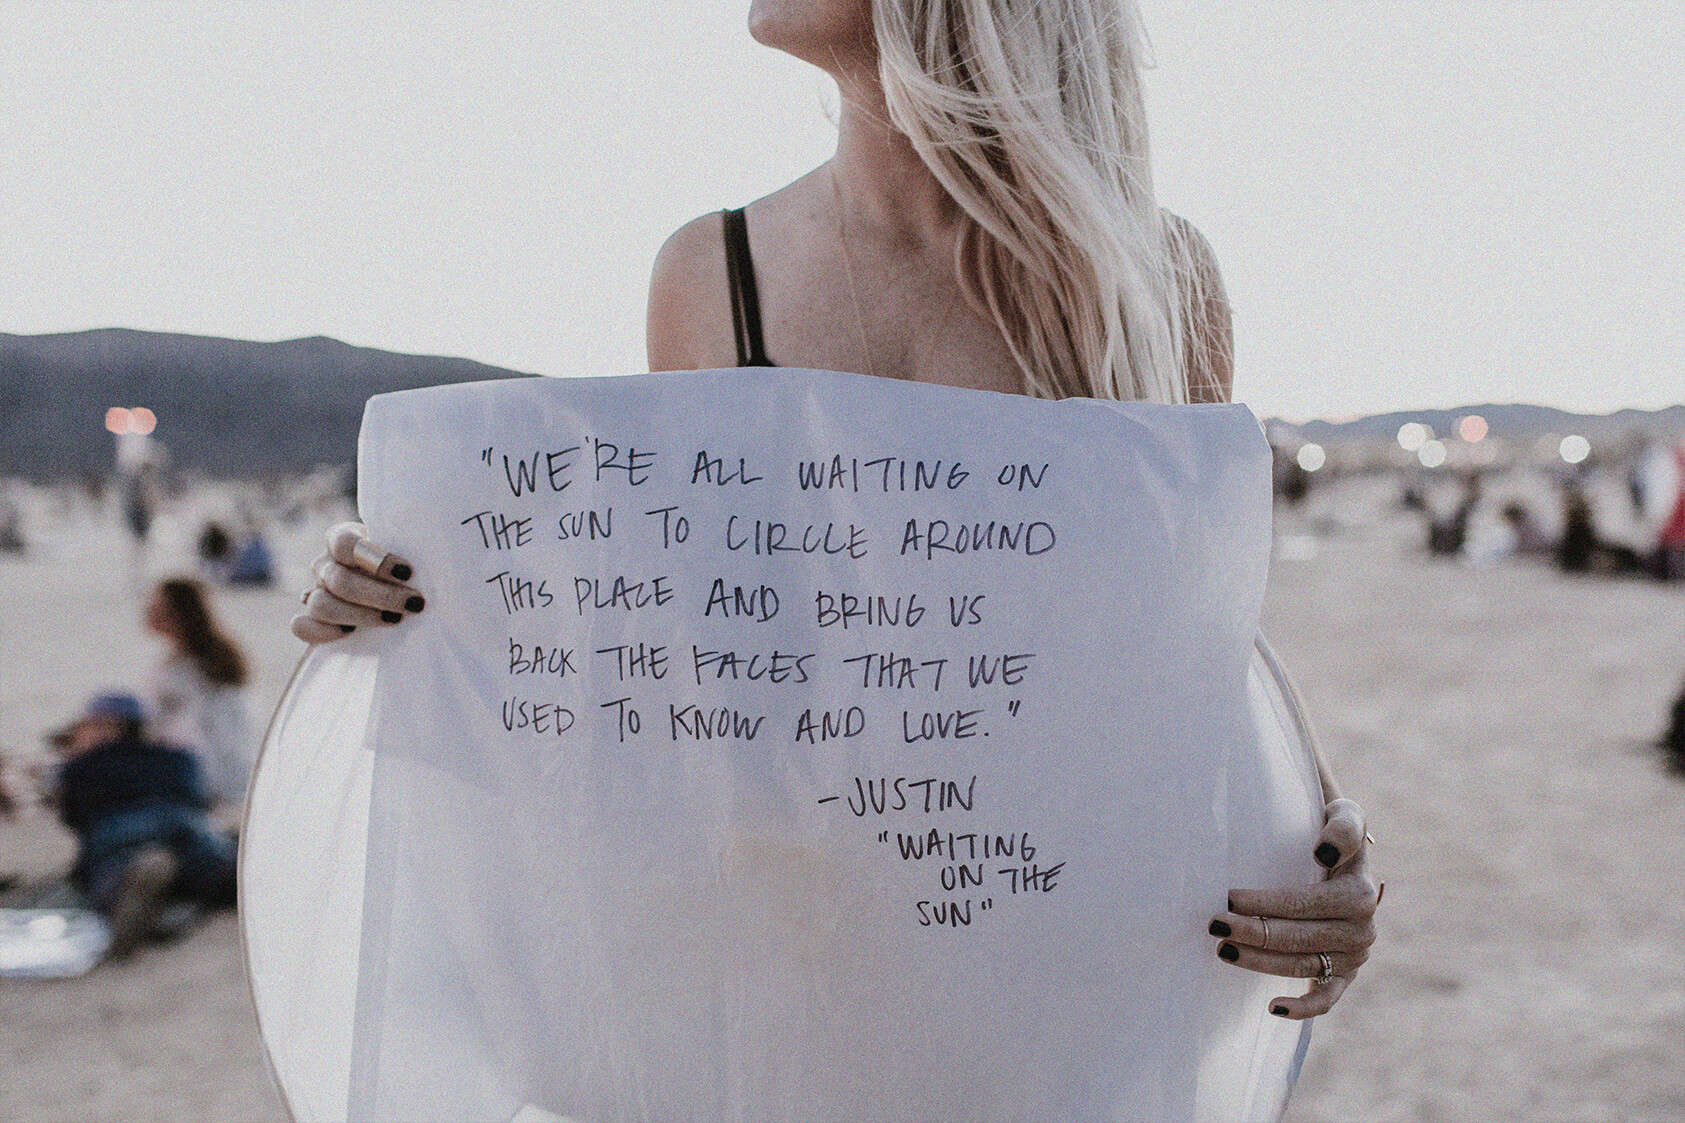 "WE'RE ALL WAITING ON
THE SUN TO CIRCLE AROUND
THIS PLACE AND BRING US
BACK THE FACES THAT WE
USED TO KNOW AND LOVE."
-JUSTIN
"WAITING
ON THE
SUN"